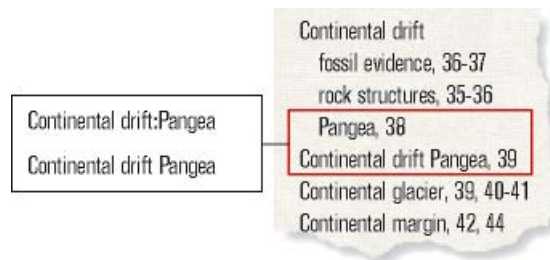 Continental drift:Pangea
Continental drift Pangea
Continental drift
fossil evidence, 36-37
rock structures, 35-36
Pangea, 38
Continental drift Pangea, 39
Continental glacier, 39, 40-41
Continental margin, 42, 44